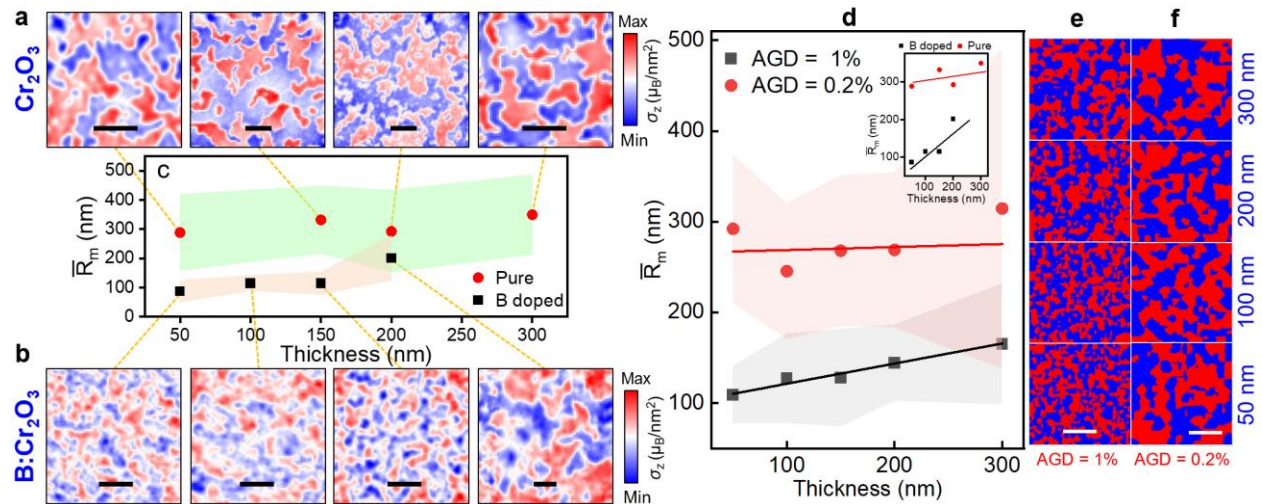 a
Cr₂O₃
Max
σz (μB/nm²)
Min
c
R̅m (nm)
500
400
300
200
100
0
Pure
B doped
50
100
150
200
250
300
Thickness (nm)
b
B:Cr₂O₃
Max
σz (μB/nm²)
Min
d
500
400
300
200
100
R̅m (nm)
AGD = 1%
AGD = 0.2%
B doped
Pure
300
200
100
R̅m (nm)
100
200
300
Thickness (nm)
100
200
300
Thickness (nm)
e
f
300 nm
200 nm
100 nm
50 nm
AGD = 1%
AGD = 0.2%